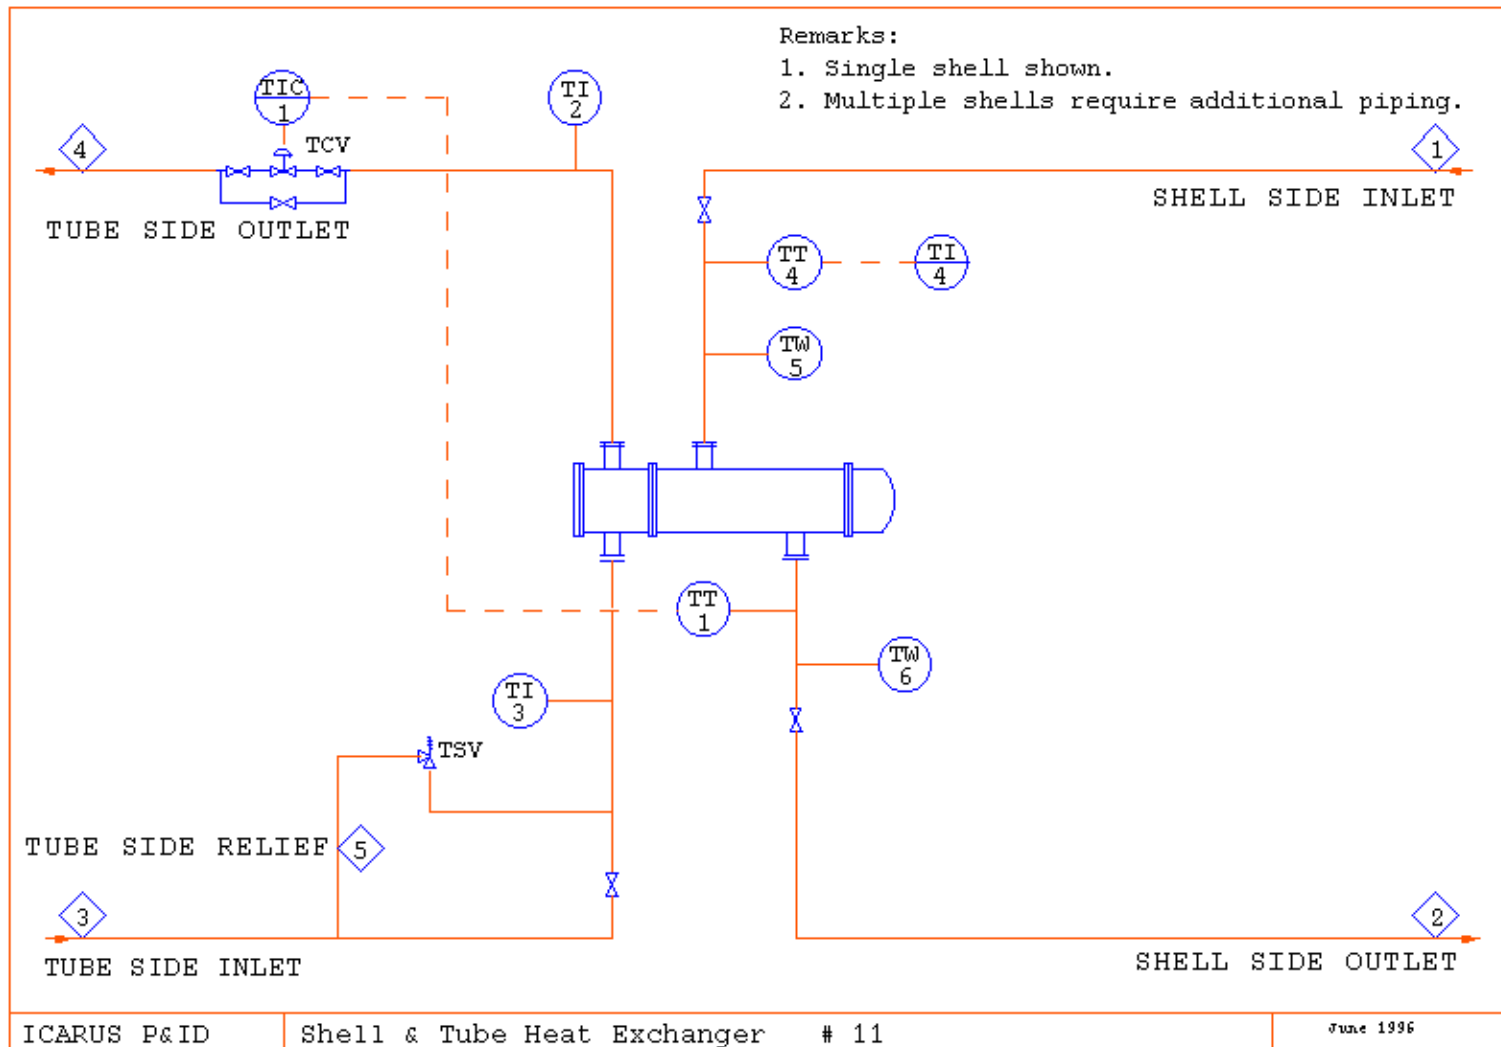 Remarks:
1. Single shell shown.
2. Multiple shells require additional piping.
TIC
1
TI
2
TCV
4
1
TUBE SIDE OUTLET
SHELL SIDE INLET
TT
4
TI
4
TW
5
TT
1
TW
6
TI
3
TSV
TUBE SIDE RELIEF
5
3
2
TUBE SIDE INLET
SHELL SIDE OUTLET
ICARUS P&ID
Shell & Tube Heat Exchanger # 11
June 1996